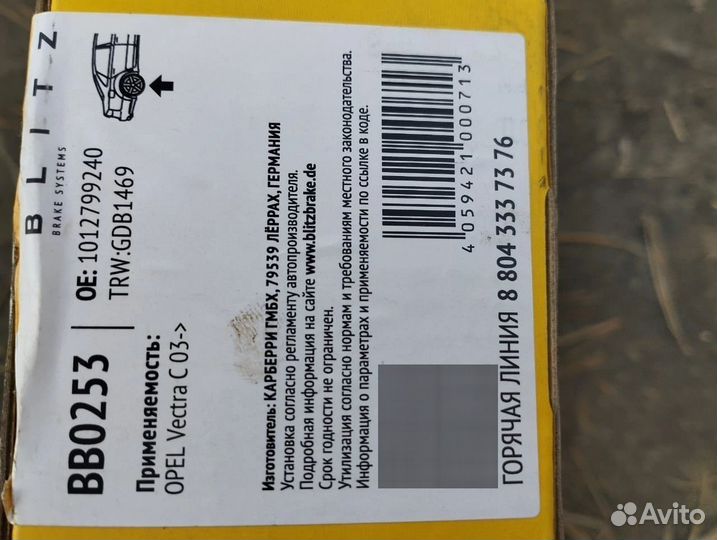 BLITZ
BRAKE SYSTEMS
BB0253
OE: 1012799240
TRW:GDB1469
Применяемость:
OPEL Vectra C 03->
Изготовитель: КАРБЕРРИ ГМБХ, 79539 ЛЁРРАХ, ГЕРМАНИЯ
Установка согласно регламенту автопроизводителя.
Подробная информация на сайте www.blitzbrake.de
Срок годности не ограничен.
Утилизация согласно нормам и требованиям местного законодательства.
Информация о параметрах и применяемости по ссылке в коде.
4 059421 000713
ГОРЯЧАЯ ЛИНИЯ 8 804 333 73 76
Avito